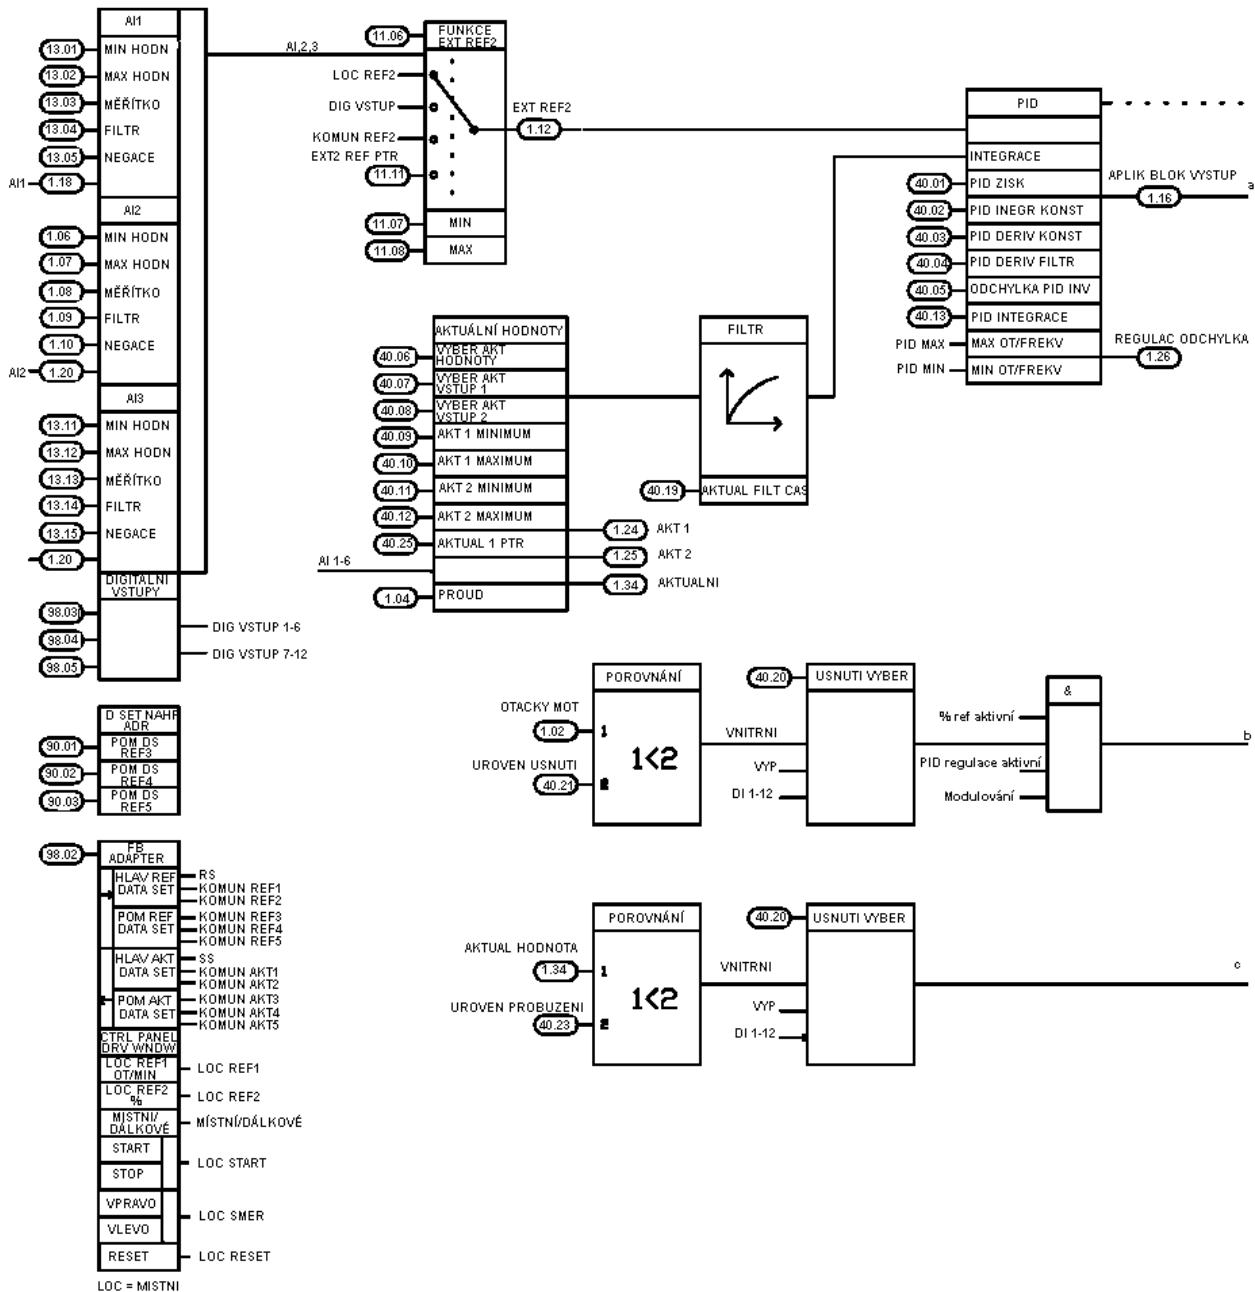 AI1
13.01 MIN HODN
13.02 MAX HODN
13.03 MĚŘÍTKO
13.04 FILTR
13.05 NEGACE
AI1 1.18
AI2
1.06 MIN HODN
1.07 MAX HODN
1.08 MĚŘÍTKO
1.09 FILTR
1.10 NEGACE
AI2 1.20
AI3
13.11 MIN HODN
13.12 MAX HODN
13.13 MĚŘÍTKO
13.14 FILTR
13.15 NEGACE
1.20
DIGITALNI
VSTUPY
98.03
98.04
98.05
DIG VSTUP 1-6
DIG VSTUP 7-12
D SET NAHR
ADR
90.01 POM DS
REF3
90.02 POM DS
REF4
90.03 POM DS
REF5
98.02 FB
ADAPTER
HLAV REF
DATA SET
RS
KOMUN REF1
KOMUN REF2
POM REF
DATA SET
KOMUN REF3
KOMUN REF4
KOMUN REF5
HLAV AKT
DATA SET
SS
KOMUN AKT1
KOMUN AKT2
POM AKT
DATA SET
KOMUN AKT3
KOMUN AKT4
KOMUN AKT5
CTRL PANEL
DRV WNDW
LOC REF1
OT/MIN
LOC REF1
LOC REF2
%
LOC REF2
MISTNI/
DÁLKOVÉ
MÍSTNÍ/DÁLKOVÉ
START
STOP
LOC START
VPRAVO
VLEVO
LOC SMER
RESET
LOC RESET
LOC = MISTNI
AI,2,3
11.06 FUNKCE
EXT REF2
LOC REF2
DIG VSTUP
KOMUN REF2
EXT2 REF PTR
11.11
11.07 MIN
11.08 MAX
EXT REF2
1.12
AKTUÁLNÍ HODNOTY
40.06 VYBER AKT
HODNOTY
40.07 VYBER AKT
VSTUP 1
40.08 VYBER AKT
VSTUP 2
40.09 AKT 1 MINIMUM
40.10 AKT 1 MAXIMUM
40.11 AKT 2 MINIMUM
40.12 AKT 2 MAXIMUM
40.25 AKTUAL 1 PTR
AI 1-6
1.04 PROUD
1.24 AKT 1
1.25 AKT 2
1.34 AKTUALNI
FILTR
40.19 AKTUAL FILT CAS
PID
INTEGRACE
40.01 PID ZISK
40.02 PID INEGR KONST
40.03 PID DERIV KONST
40.04 PID DERIV FILTR
40.05 ODCHYLKA PID INV
40.13 PID INTEGRACE
PID MAX MAX OT/FREKV
PID MIN MIN OT/FREKV
APLIK BLOK VYSTUP
1.16
a
REGULAC ODCHYLKA
1.26
POROVNÁNÍ
OTACKY MOT
1.02 1
1<2
UROVEN USNUTI
40.21 2
VNITRNI
VYP
DI 1-12
40.20 USNUTI VYBER
&
% ref aktivní
PID regulace aktivní
Modulování
b
POROVNÁNÍ
AKTUAL HODNOTA
1.34 1
1<2
UROVEN PROBUZENI
40.23 2
VNITRNI
VYP
DI 1-12
40.20 USNUTI VYBER
c